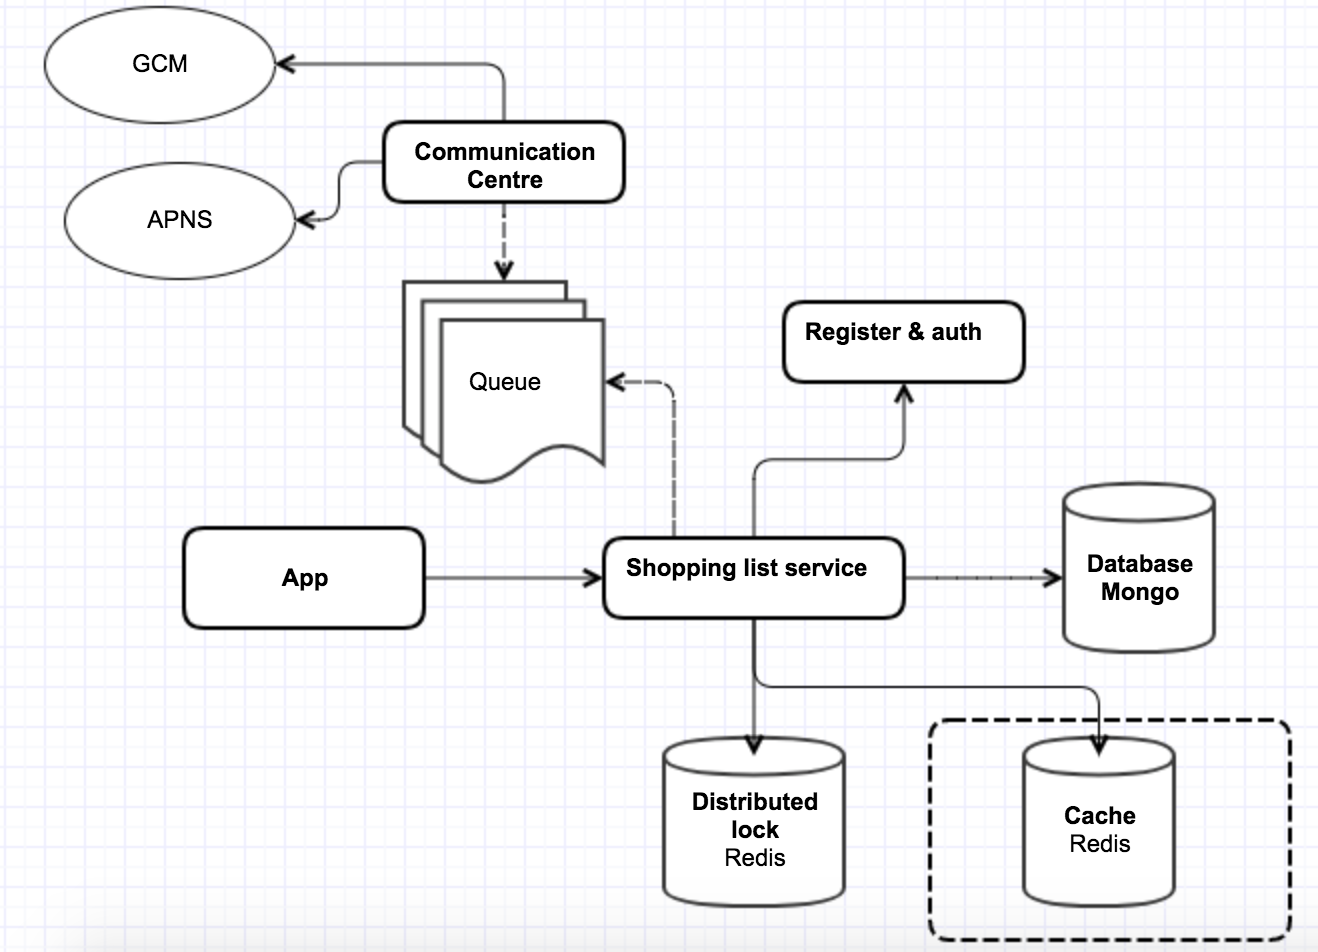 GCM
Communication
Centre
APNS
Register & auth
Queue
Database
Mongo
App
Shopping list service
Distributed
lock
Redis
Cache
Redis